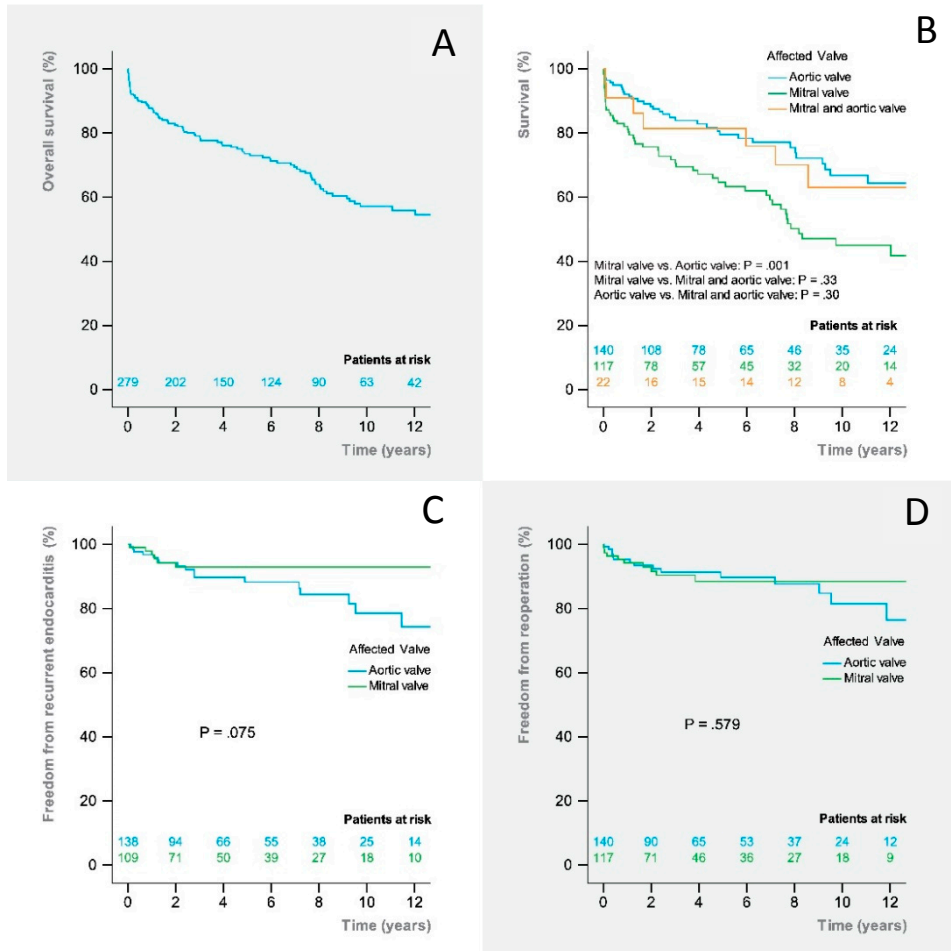 A
Overall survival (%)
100
80
60
40
20
0
Patients at risk
279 202 150 124 90 63 42
0 2 4 6 8 10 12
Time (years)
B
Survival (%)
Affected Valve
Aortic valve
Mitral valve
Mitral and aortic valve
100
80
60
40
20
0
Mitral valve vs. Aortic valve: P = .001
Mitral valve vs. Mitral and aortic valve: P = .33
Aortic valve vs. Mitral and aortic valve: P = .30
Patients at risk
140 108 78 65 46 35 24
117 78 57 45 32 20 14
22 16 15 14 12 8 4
0 2 4 6 8 10 12
Time (years)
C
Freedom from recurrent endocarditis (%)
100
80
60
40
20
0
Affected Valve
Aortic valve
Mitral valve
P = .075
Patients at risk
138 94 66 55 38 25 14
109 71 50 39 27 18 10
0 2 4 6 8 10 12
Time (years)
D
Freedom from reoperation (%)
100
80
60
40
20
0
Affected Valve
Aortic valve
Mitral valve
P = .579
Patients at risk
140 90 65 53 37 24 12
117 71 46 36 27 18 9
0 2 4 6 8 10 12
Time (years)